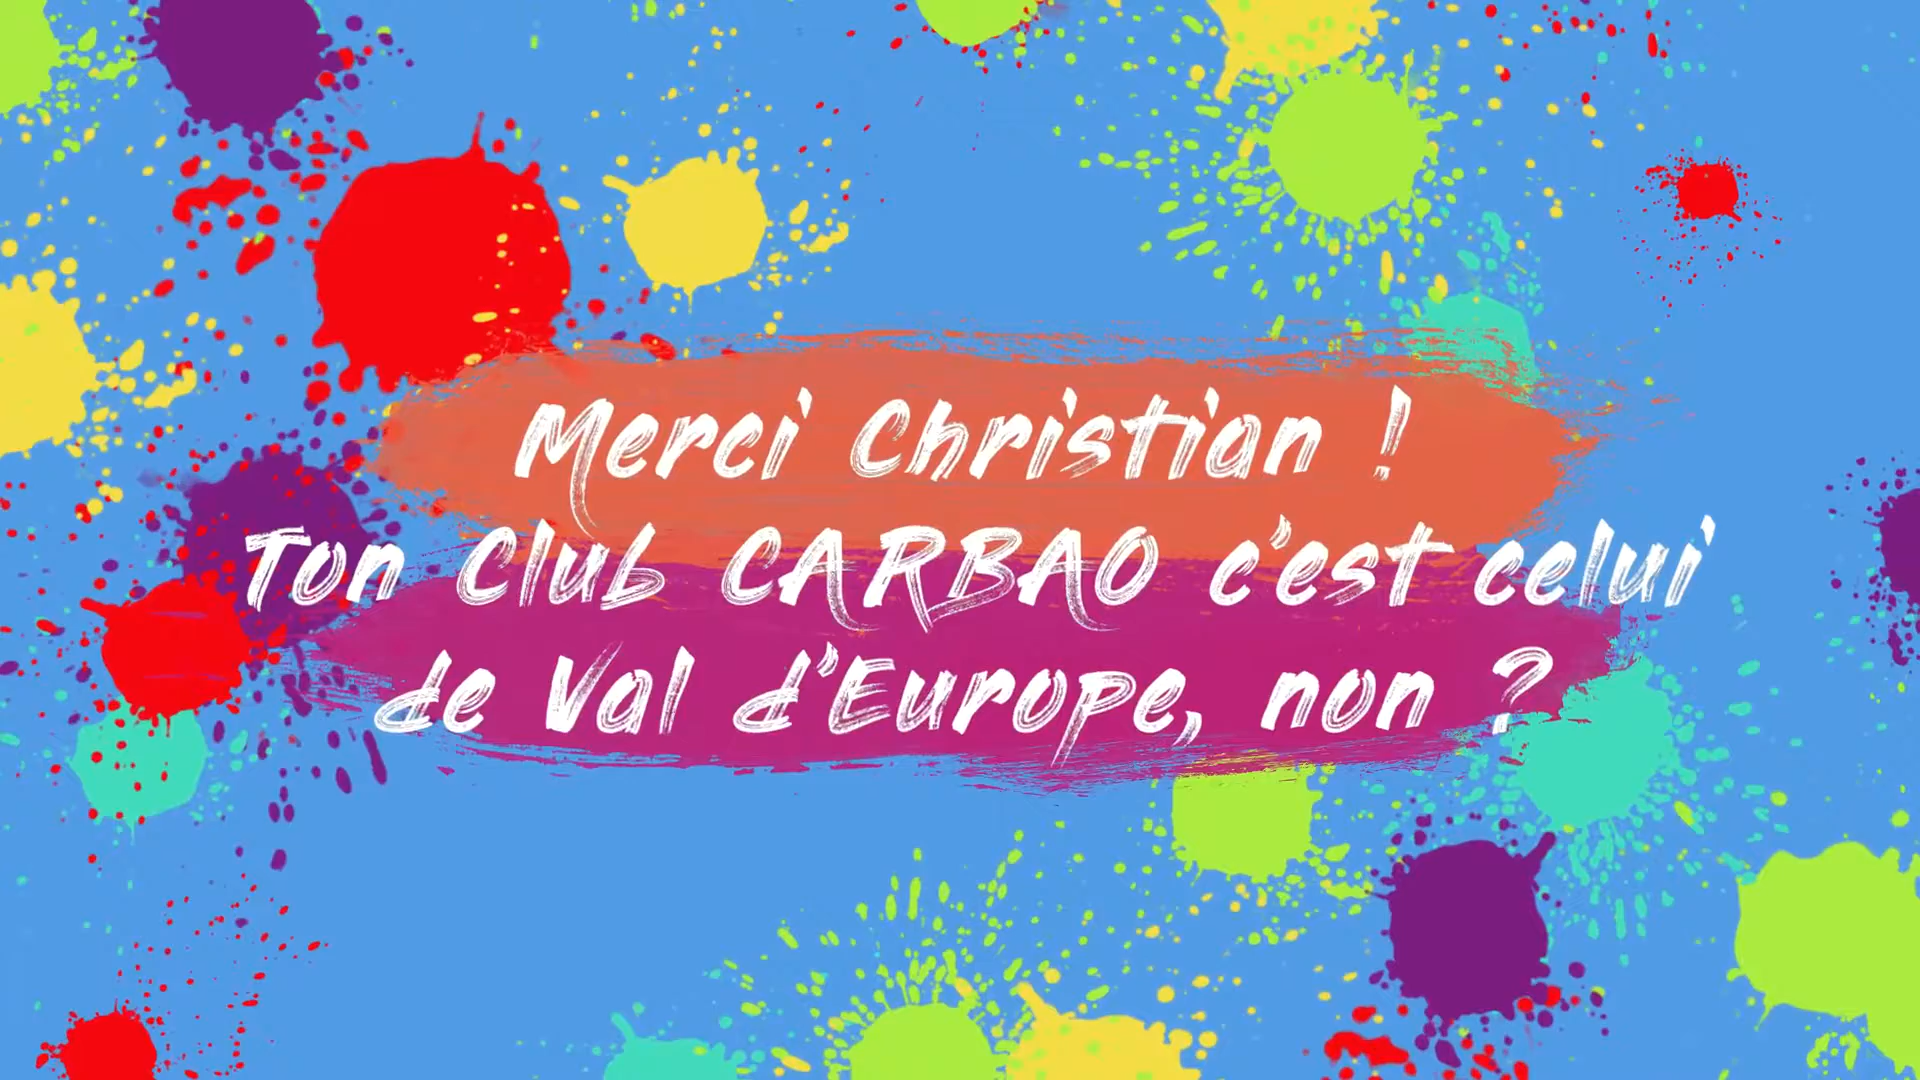 Merci Christian !
Ton Club CARBAO c'est celui
de Val d'Europe, non ?